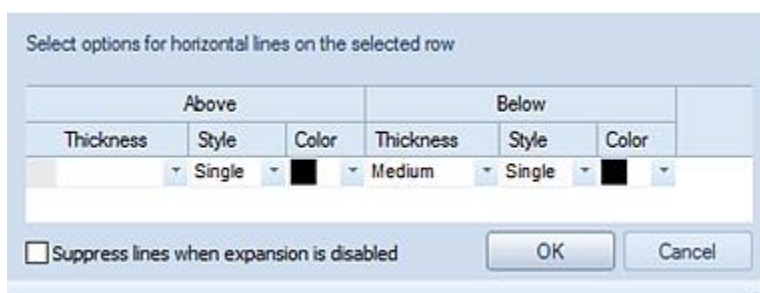 Select options for horizontal lines on the selected row
Above Below
Thickness Style Color Thickness Style Color
Single Medium Single
Suppress lines when expansion is disabled OK Cancel